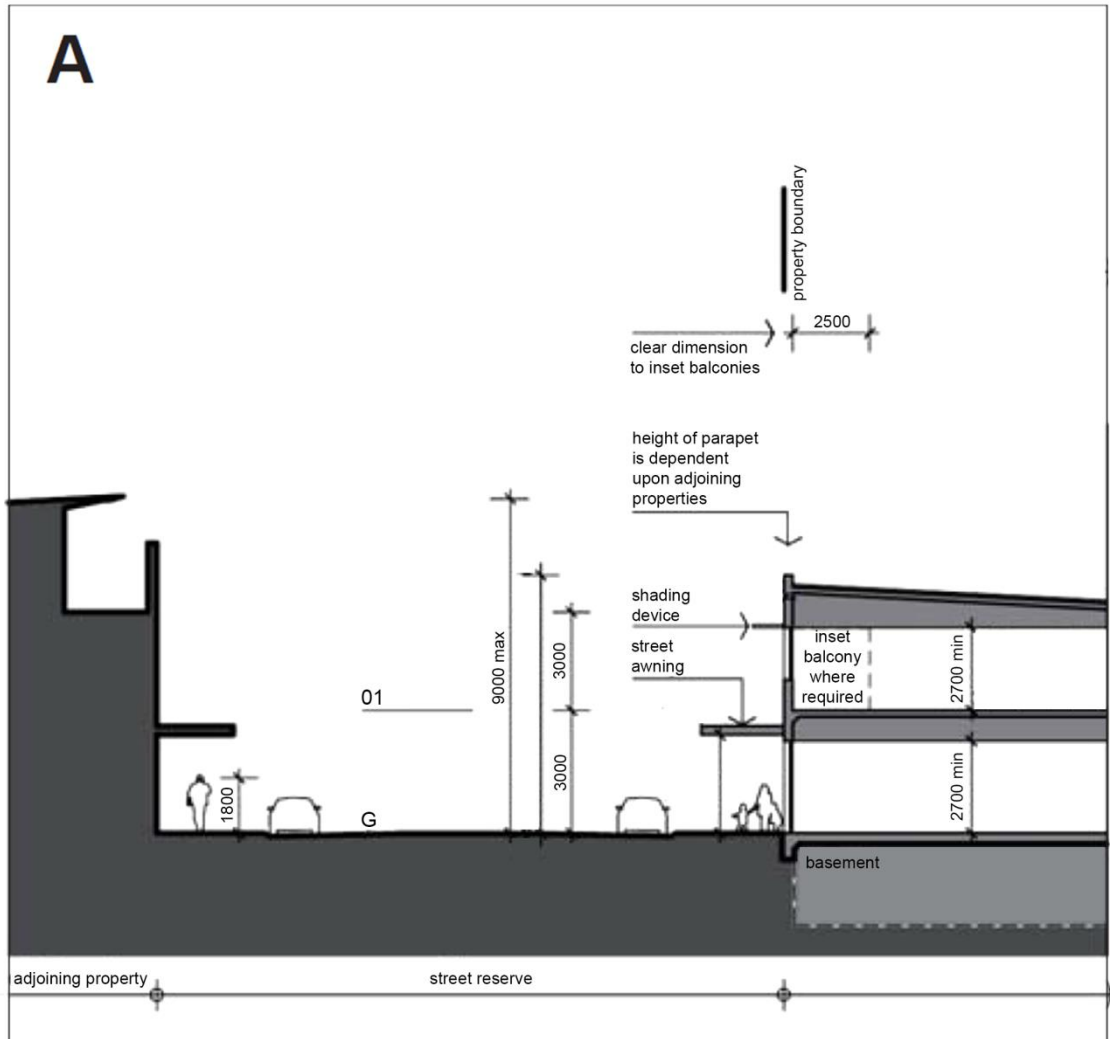 A
property boundary
2500
clear dimension
to inset balconies
height of parapet
is dependent
upon adjoining
properties
shading
device
street
awning
inset
balcony
where
required
2700 min
9000 max
3000
01
3000
2700 min
1800
G
basement
adjoining property
street reserve